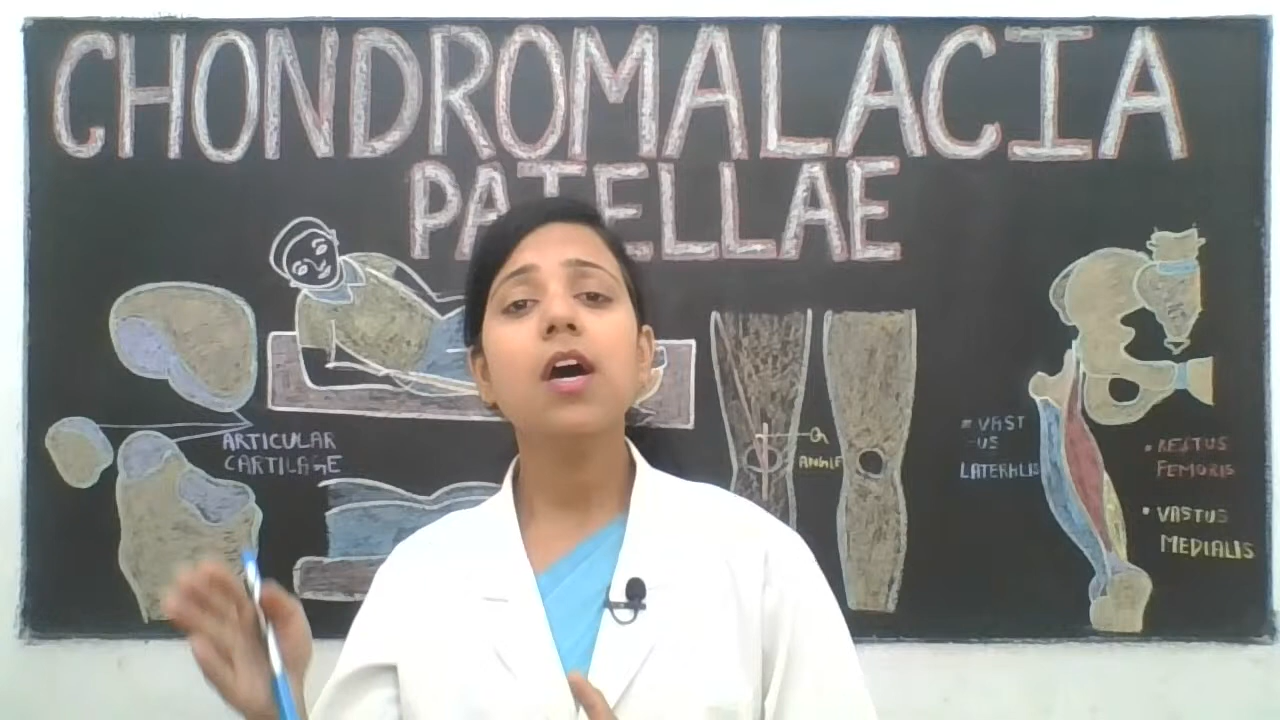 CHONDROMALACIA
PATELLAE
ARTICULAR
CARTILAGE
Q
ANGLE
= VAST
-US
LATERALIS
• RECTUS
FEMORIS
• VASTUS
MEDIALIS